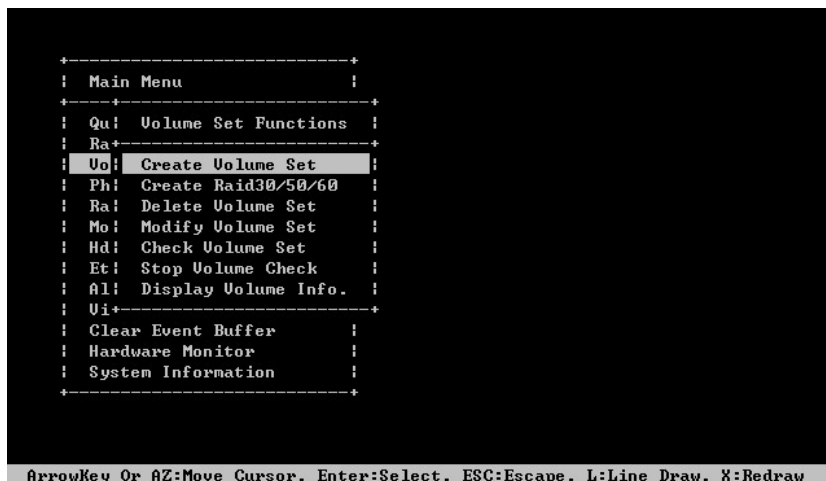 Main Menu
Qu Volume Set Functions
Ra
Vo Create Volume Set
Ph Create Raid30/50/60
Ra Delete Volume Set
Mo Modify Volume Set
Hd Check Volume Set
Et Stop Volume Check
Al Display Volume Info.
Vi
Clear Event Buffer
Hardware Monitor
System Information
ArrowKey Or AZ:Move Cursor, Enter:Select, ESC:Escape, L:Line Draw, X:Redraw